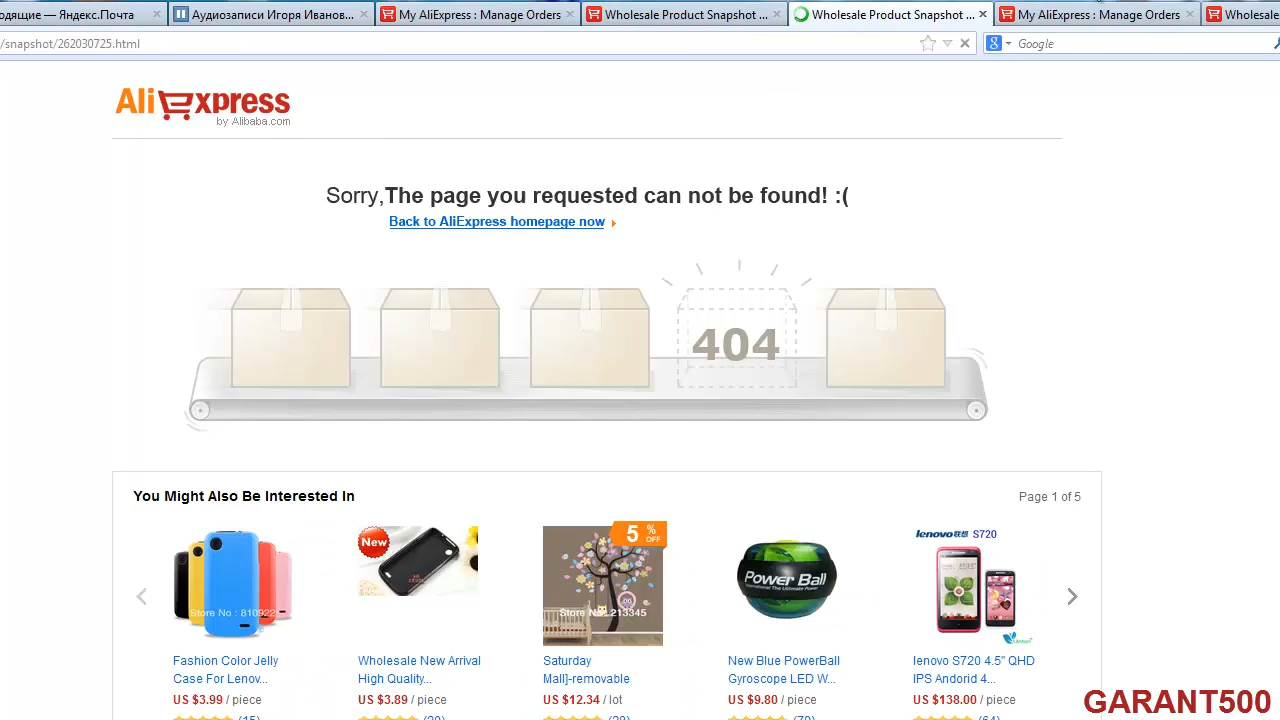 одящие — Яндекс.Почта
Аудиозаписи Игоря Иванов...
My AliExpress : Manage Orders
Wholesale Product Snapshot ...
Wholesale Product Snapshot ...
My AliExpress : Manage Orders
Wholesale
/snapshot/262030725.html
Google
AliExpress
by Alibaba.com
Sorry,The page you requested can not be found! :(
Back to AliExpress homepage now
404
You Might Also Be Interested In
Page 1 of 5
New
5 % OFF
lenovo联想 S720
Power Ball
International The Ultimate Power
Store No : 810922
Store No : 213345
Fashion Color Jelly
Case For Lenov...
Wholesale New Arrival
High Quality...
Saturday
Mall]-removable
New Blue PowerBall
Gyroscope LED W...
lenovo S720 4.5" QHD
IPS Andorid 4...
US $3.99 / piece
US $3.89 / piece
US $12.34 / lot
US $9.80 / piece
US $138.00 / piece
GARANT500